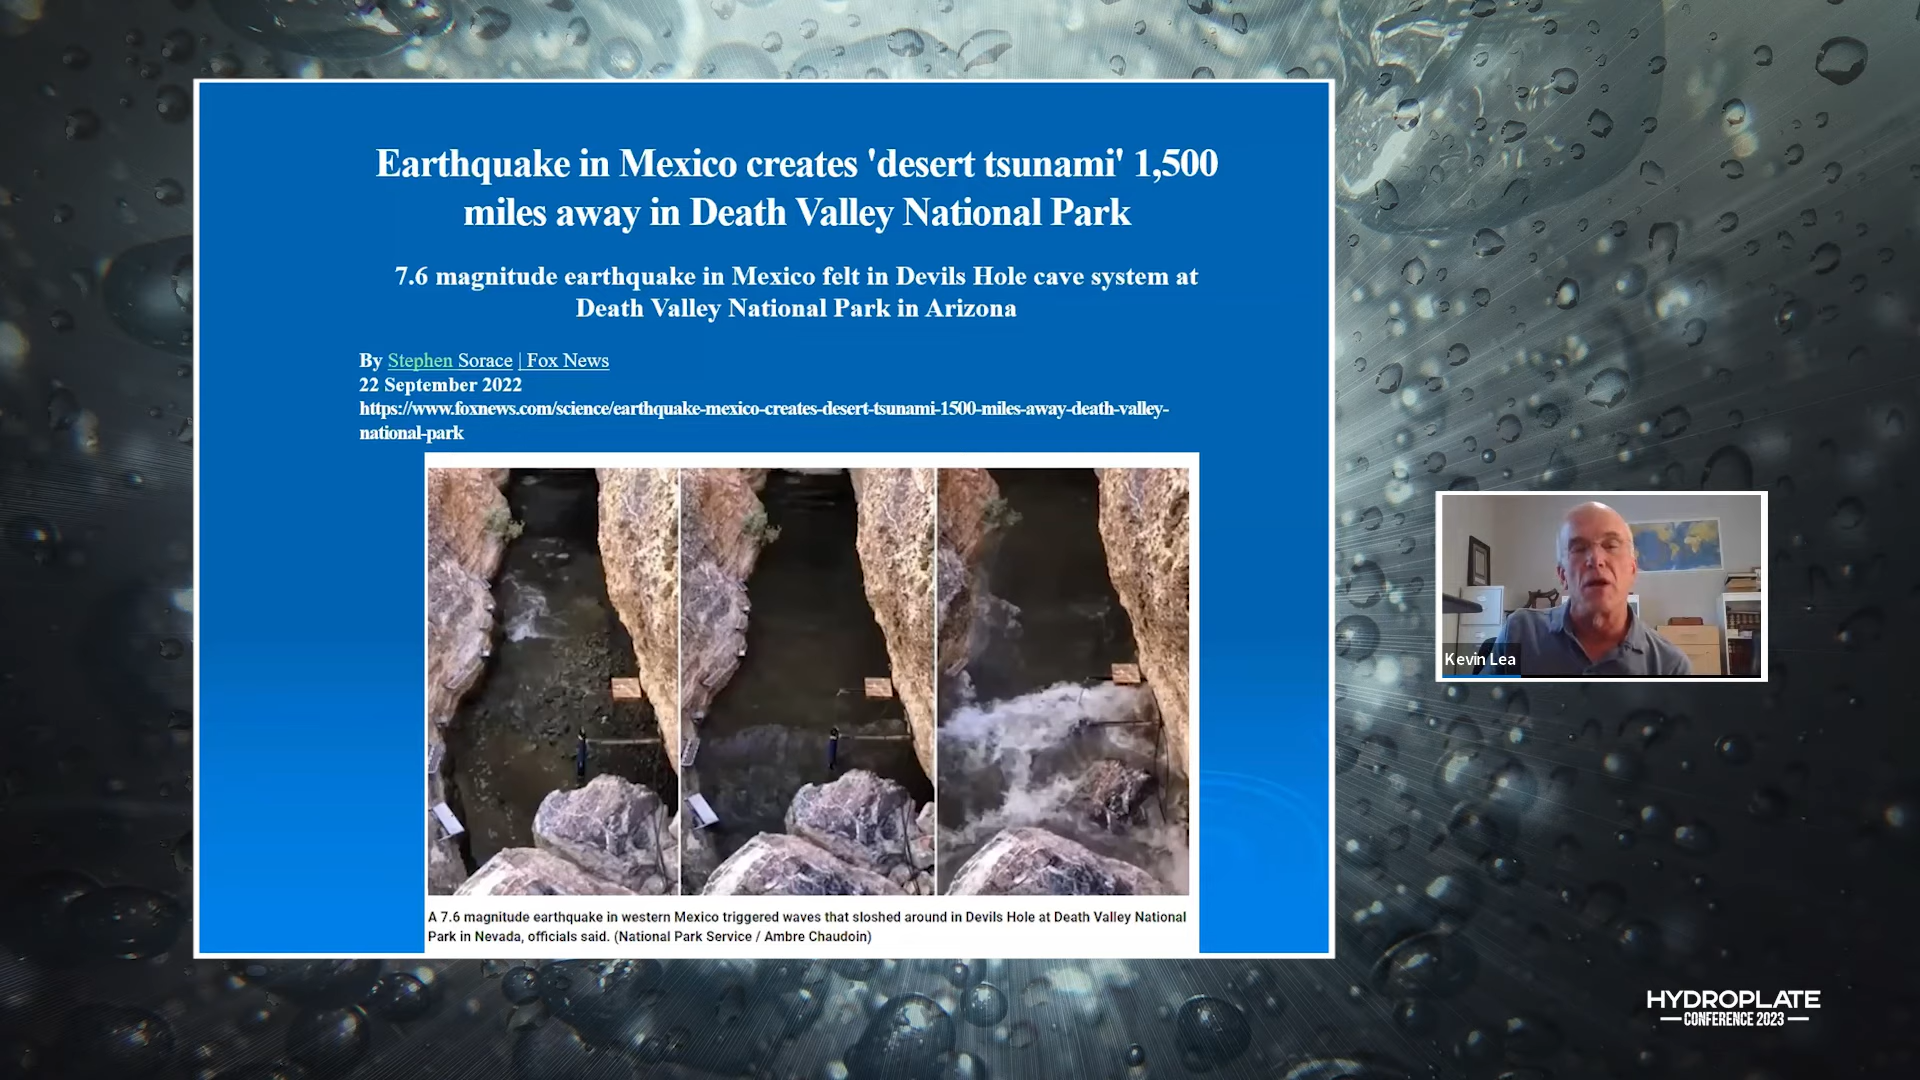 Earthquake in Mexico creates 'desert tsunami' 1,500
miles away in Death Valley National Park
7.6 magnitude earthquake in Mexico felt in Devils Hole cave system at
Death Valley National Park in Arizona
By Stephen Sorace | Fox News
22 September 2022
https://www.foxnews.com/science/earthquake-mexico-creates-desert-tsunami-1500-miles-away-death-valley-
national-park
A 7.6 magnitude earthquake in western Mexico triggered waves that sloshed around in Devils Hole at Death Valley National
Park in Nevada, officials said. (National Park Service / Ambre Chaudoin)
Kevin Lea
HYDROPLATE
CONFERENCE 2023